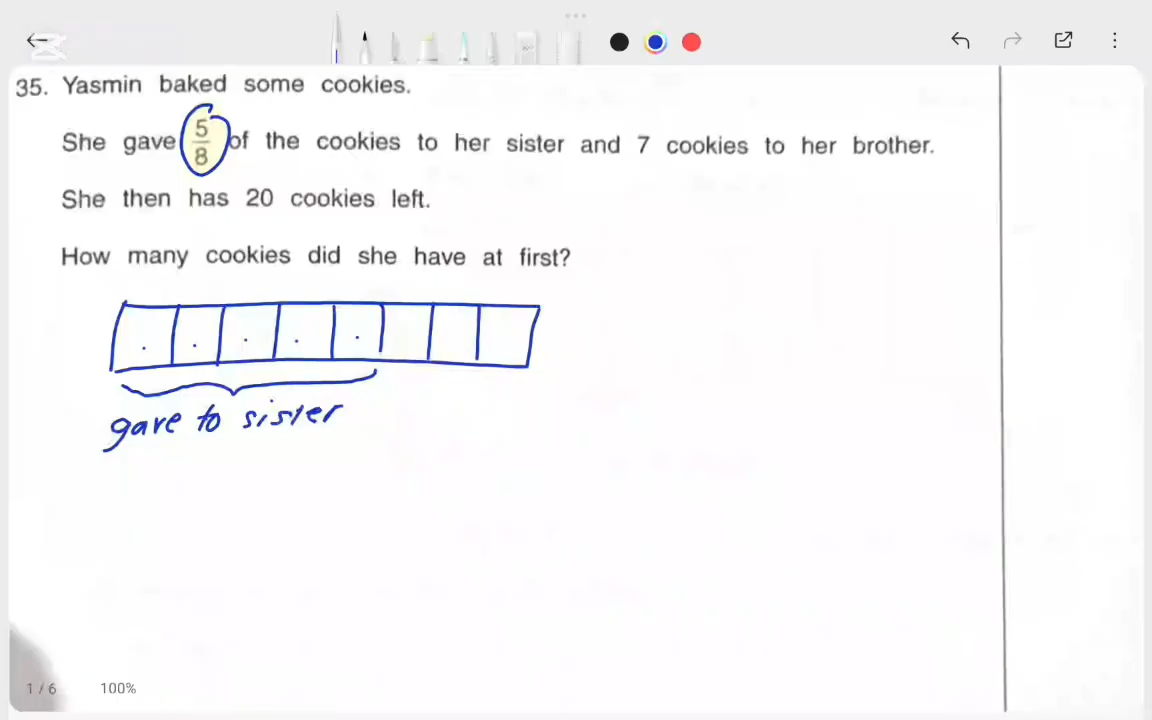 35. Yasmin baked some cookies.
She gave 5/8 of the cookies to her sister and 7 cookies to her brother.
She then has 20 cookies left.
How many cookies did she have at first?
gave to sister
1 / 6 100%